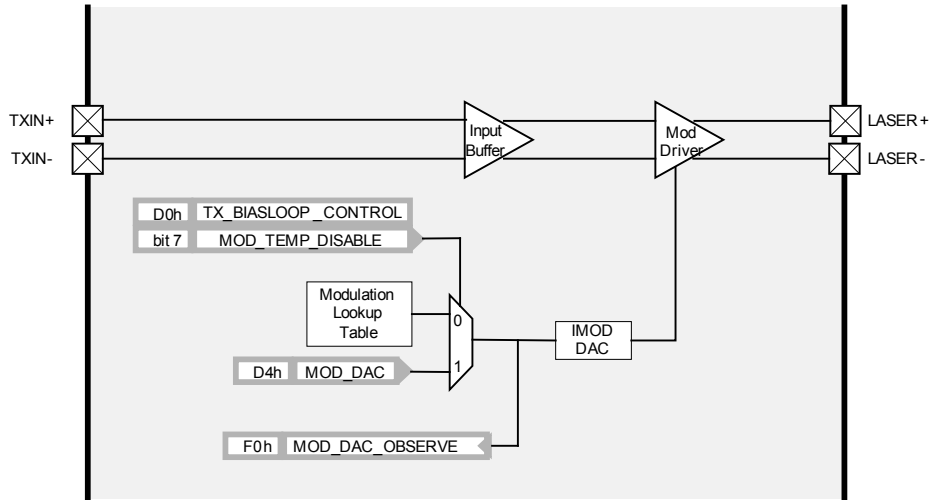 TXIN+
TXIN-
Input
Buffer
Mod
Driver
LASER+
LASER-
D0h TX_BIASLOOP_CONTROL
bit 7 MOD_TEMP_DISABLE
Modulation
Lookup
Table
0
1
IMOD
DAC
D4h MOD_DAC
F0h MOD_DAC_OBSERVE